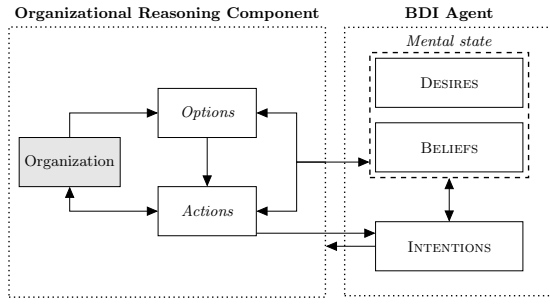 Organizational Reasoning Component
BDI Agent
Mental state
DESIRES
Options
Organization
BELIEFS
Actions
INTENTIONS